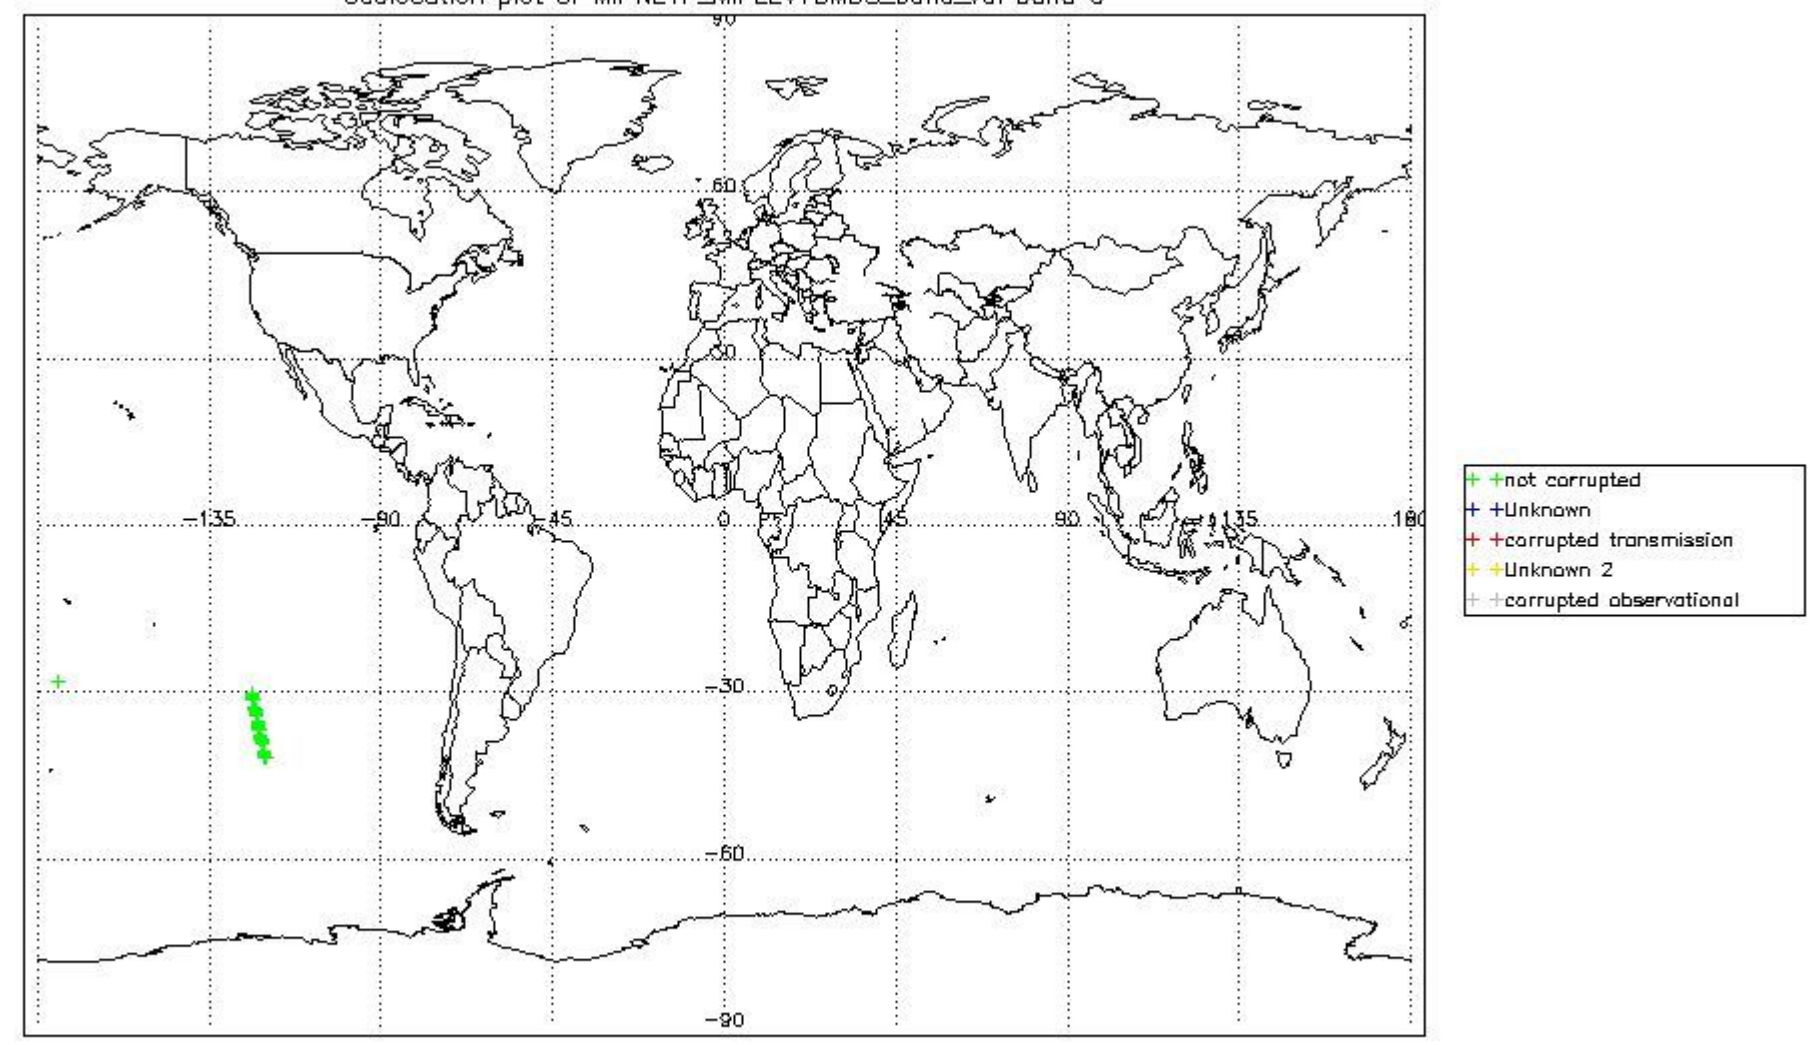 90
60
30
-135 -90 -45 0 45 90 135 180
-30
-60
-90
not corrupted
Unknown
corrupted transmission
Unknown 2
corrupted observational